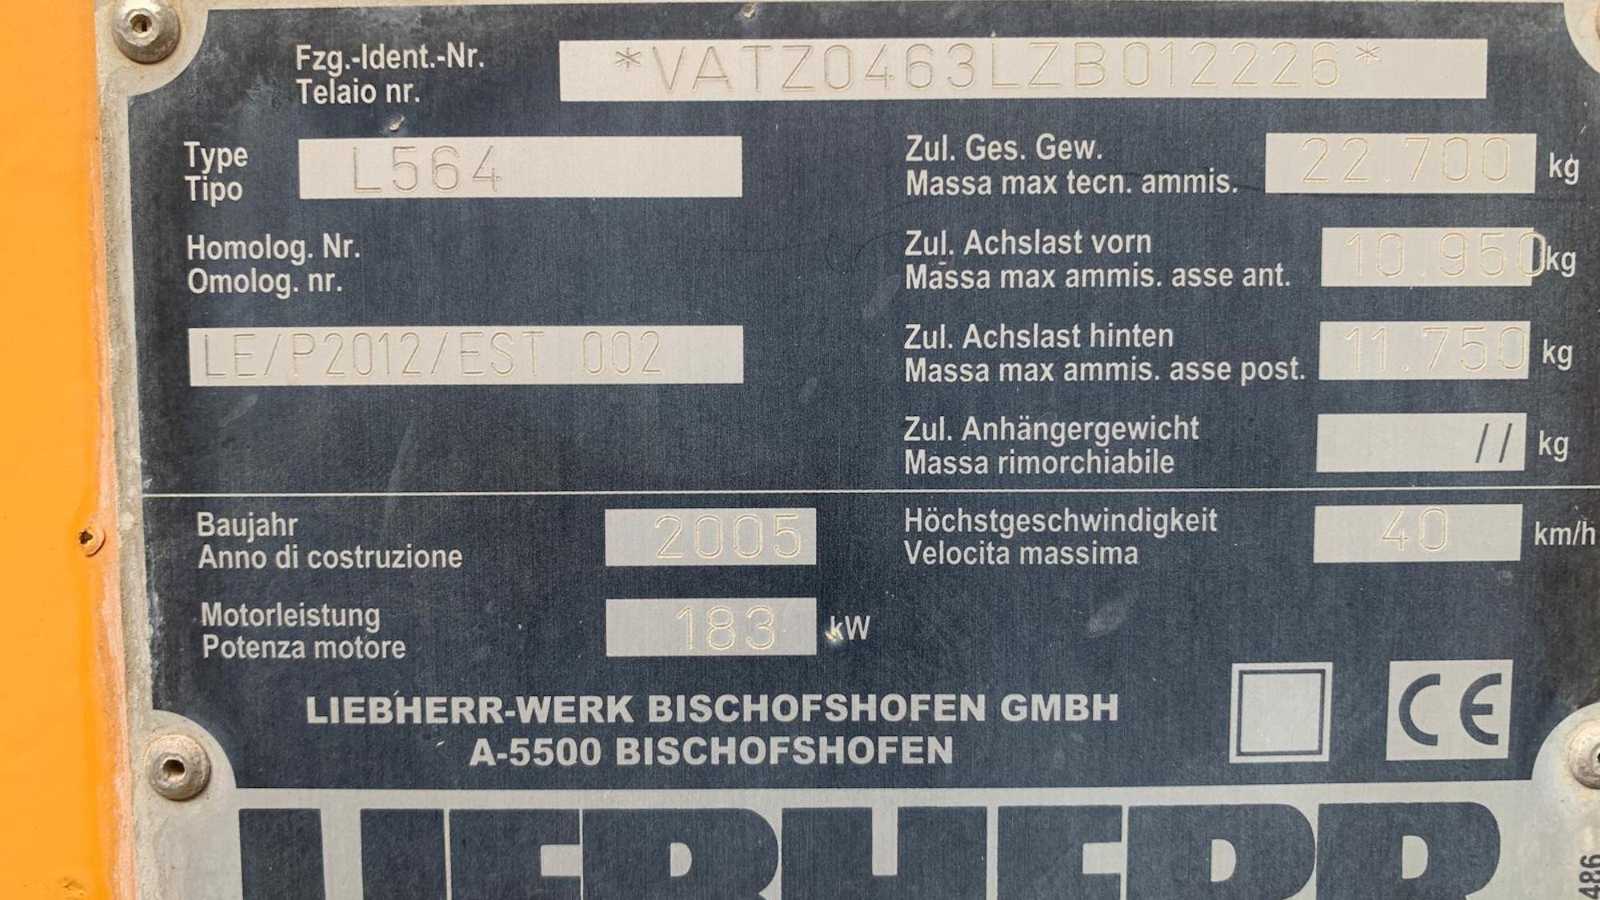 Fzg.-Ident.-Nr. *VATZ0463LZB012226*
Telaio nr.
Type L564
Tipo
Homolog. Nr.
Omolog. nr.
LE/P2012/EST 002
Zul. Ges. Gew. 22.700 kg
Massa max tecn. ammis.
Zul. Achslast vorn 10.950 kg
Massa max ammis. asse ant.
Zul. Achslast hinten 11.750 kg
Massa max ammis. asse post.
Zul. Anhängergewicht // kg
Massa rimorchiabile
Baujahr 2005
Anno di costruzione
Motorleistung 183 kW
Potenza motore
Höchstgeschwindigkeit 40 km/h
Velocita massima
LIEBHERR-WERK BISCHOFSHOFEN GMBH
A-5500 BISCHOFSHOFEN
CE
LIEBHERR
486